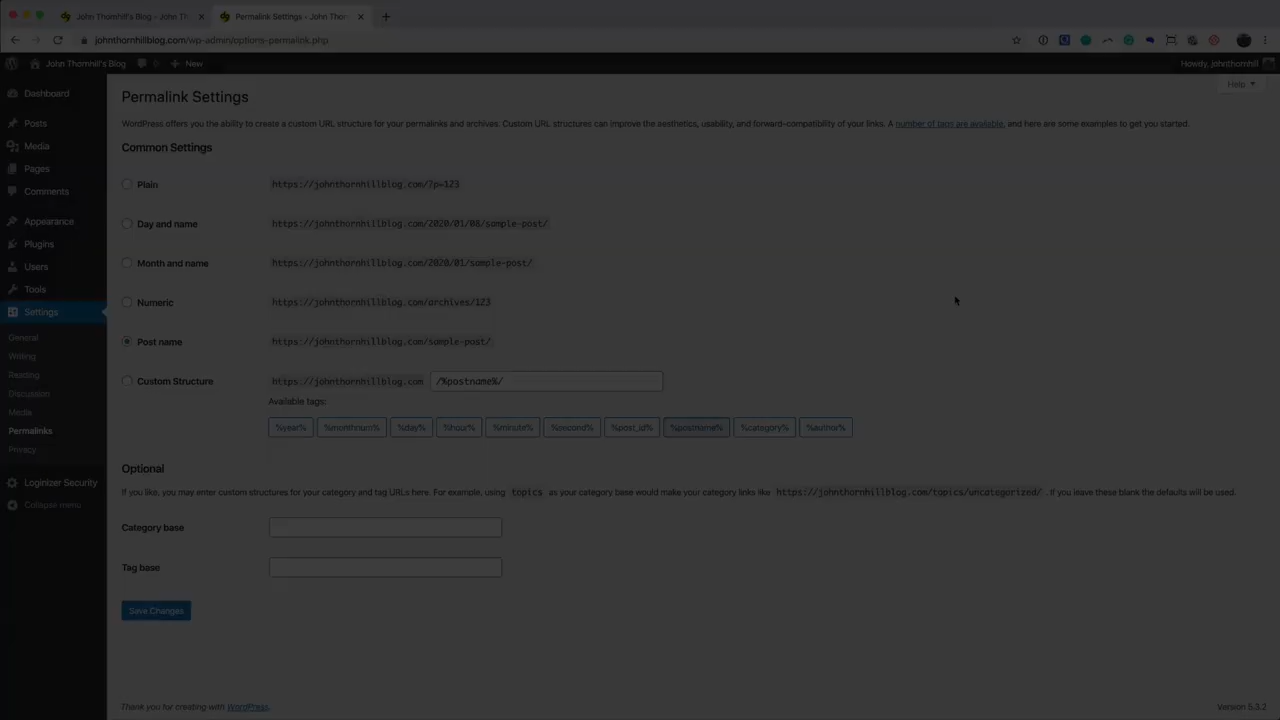 John Thornhill's Blog – John Th
Permalink Settings ‹ John Thor
johnthornhillblog.com/wp-admin/options-permalink.php
John Thornhill's Blog 0 New Howdy, johnthornhill
Help
Dashboard
Posts
Media
Pages
Comments
Appearance
Plugins
Users
Tools
Settings
General
Writing
Reading
Discussion
Media
Permalinks
Privacy
Loginizer Security
Collapse menu
Permalink Settings
WordPress offers you the ability to create a custom URL structure for your permalinks and archives. Custom URL structures can improve the aesthetics, usability, and forward-compatibility of your links. A number of tags are available, and here are some examples to get you started.
Common Settings
Plain https://johnthornhillblog.com/?p=123
Day and name https://johnthornhillblog.com/2020/01/08/sample-post/
Month and name https://johnthornhillblog.com/2020/01/sample-post/
Numeric https://johnthornhillblog.com/archives/123
Post name https://johnthornhillblog.com/sample-post/
Custom Structure https://johnthornhillblog.com /%postname%/
Available tags:
%year% %monthnum% %day% %hour% %minute% %second% %post_id% %postname% %category% %author%
Optional
If you like, you may enter custom structures for your category and tag URLs here. For example, using topics as your category base would make your category links like https://johnthornhillblog.com/topics/uncategorized/ . If you leave these blank the defaults will be used.
Category base
Tag base
Save Changes
Thank you for creating with WordPress.
Version 5.3.2